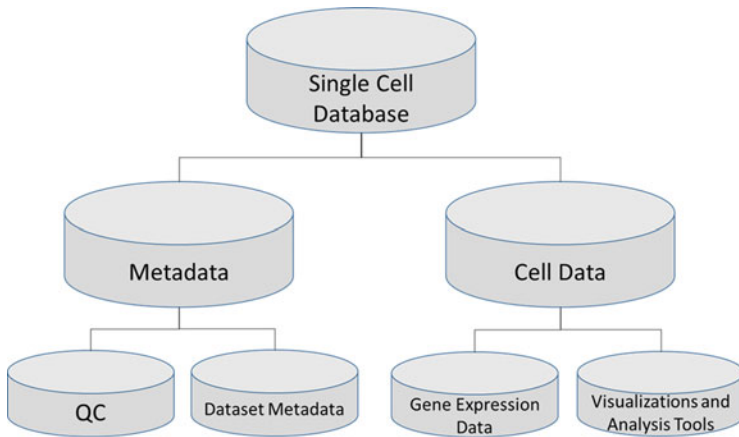 Single Cell
Database
Metadata
Cell Data
QC
Dataset Metadata
Gene Expression
Data
Visualizations and
Analysis Tools